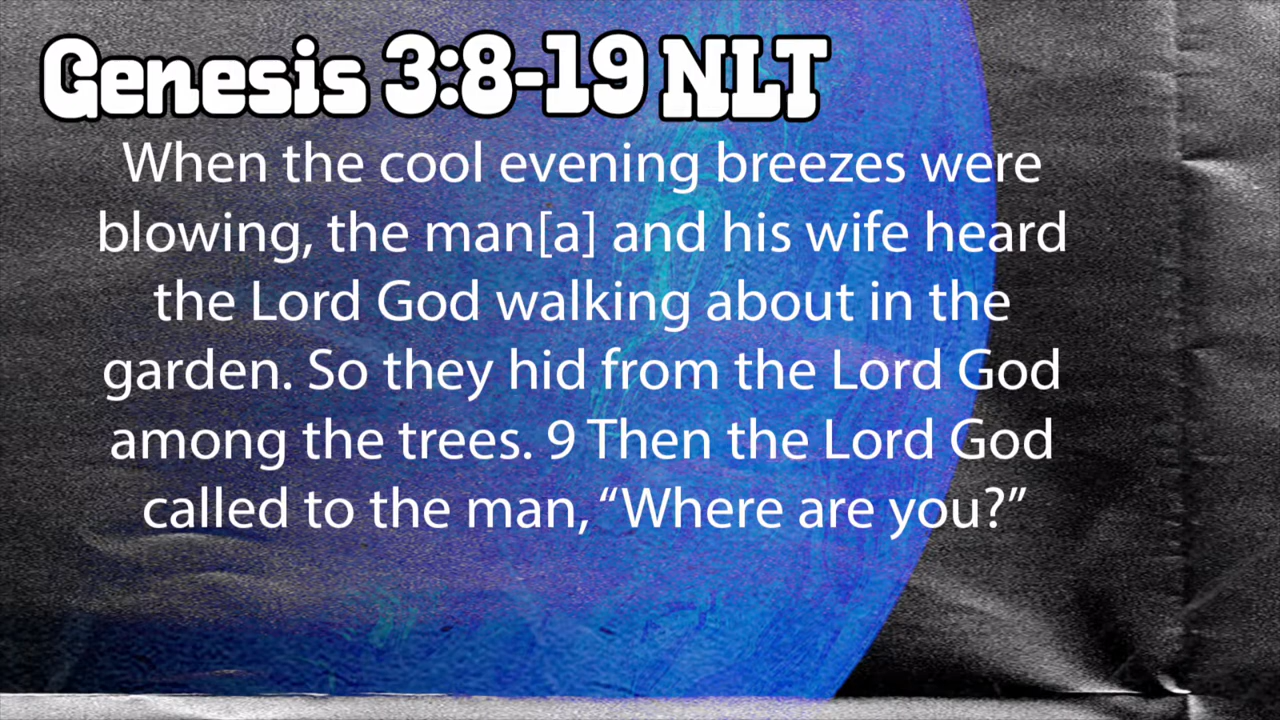 Genesis 3:8-19 NLT
When the cool evening breezes were
blowing, the man[a] and his wife heard
the Lord God walking about in the
garden. So they hid from the Lord God
among the trees. 9 Then the Lord God
called to the man, “Where are you?”